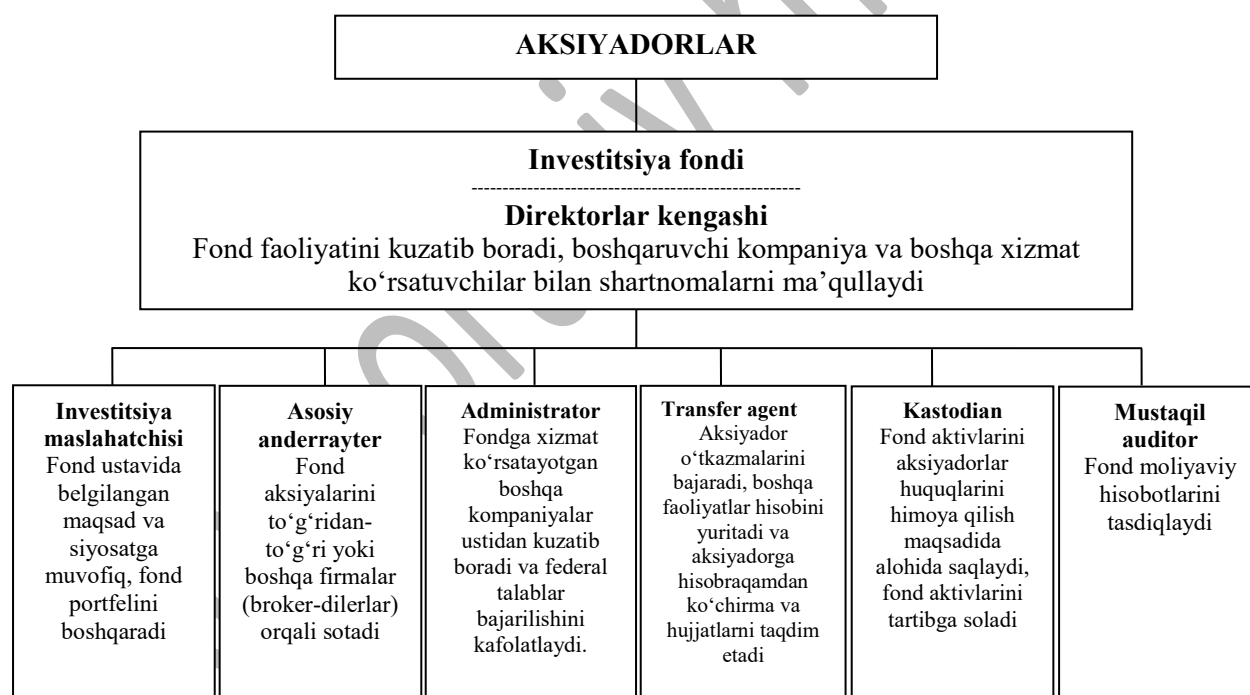 AKSIYADORLAR
Investitsiya fondi
-----------------------------------------------------
Direktorlar kengashi
Fond faoliyatini kuzatib boradi, boshqaruvchi kompaniya va boshqa xizmat
ko‘rsatuvchilar bilan shartnomalarni ma’qullaydi
Investitsiya
maslahatchisi
Fond ustavida
belgilangan
maqsad va
siyosatga
muvofiq, fond
portfelini
boshqaradi
Asosiy
anderrayter
Fond
aksiyalarini
to‘g‘ridan-
to‘g‘ri yoki
boshqa firmalar
(broker-dilerlar)
orqali sotadi
Administrator
Fondga xizmat
ko‘rsatayotgan
boshqa
kompaniyalar
ustidan kuzatib
boradi va federal
talablar
bajarilishini
kafolatlaydi.
Transfer agent
Aksiyador
o‘tkazmalarini
bajaradi, boshqa
faoliyatlar hisobini
yuritadi va
aksiyadorga
hisobraqamdan
ko‘chirma va
hujjatlarni taqdim
etadi
Kastodian
Fond aktivlarini
aksiyadorlar
huquqlarini
himoya qilish
maqsadida
alohida saqlaydi,
fond aktivlarini
tartibga soladi
Mustaqil
auditor
Fond moliyaviy
hisobotlarini
tasdiqlaydi